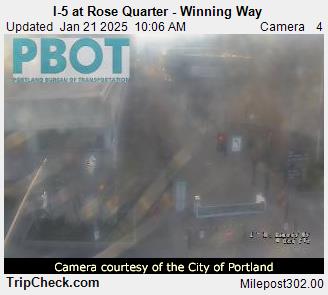 I-5 at Rose Quarter - Winning Way
Updated Jan 21 2025 10:06 AM Camera 4
PBOT
PORTLAND BUREAU OF TRANSPORTATION
Camera courtesy of the City of Portland
TripCheck.com Milepost302.00